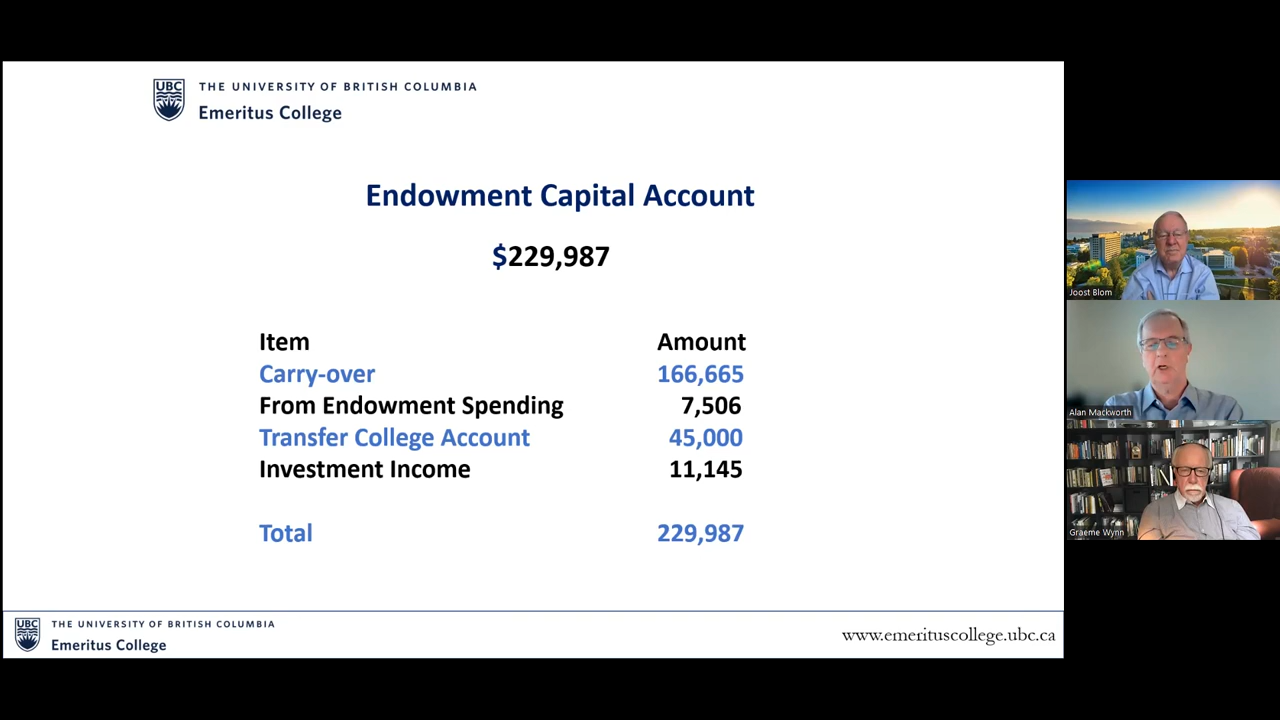 UBC
THE UNIVERSITY OF BRITISH COLUMBIA
Emeritus College
Endowment Capital Account
$229,987
Item Amount
Carry-over 166,665
From Endowment Spending 7,506
Transfer College Account 45,000
Investment Income 11,145
Total 229,987
UBC
THE UNIVERSITY OF BRITISH COLUMBIA
Emeritus College
www.emerituscollege.ubc.ca
Joost Blom
Alan Mackworth
Graeme Wynn